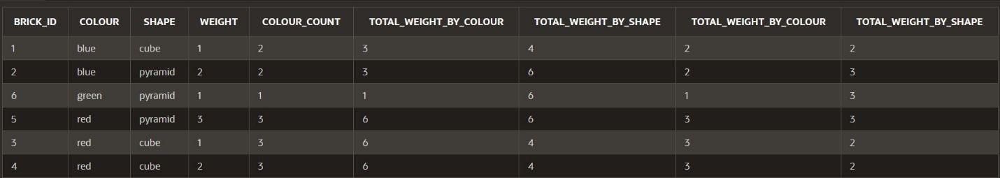 BRICK_ID COLOUR SHAPE WEIGHT COLOUR_COUNT TOTAL_WEIGHT_BY_COLOUR TOTAL_WEIGHT_BY_SHAPE TOTAL_WEIGHT_BY_COLOUR TOTAL_WEIGHT_BY_SHAPE
1 blue cube 1 2 3 4 2 2
2 blue pyramid 2 2 3 6 2 3
6 green pyramid 1 1 1 6 1 3
5 red pyramid 3 3 6 6 3 3
3 red cube 1 3 6 4 3 2
4 red cube 2 3 6 4 3 2